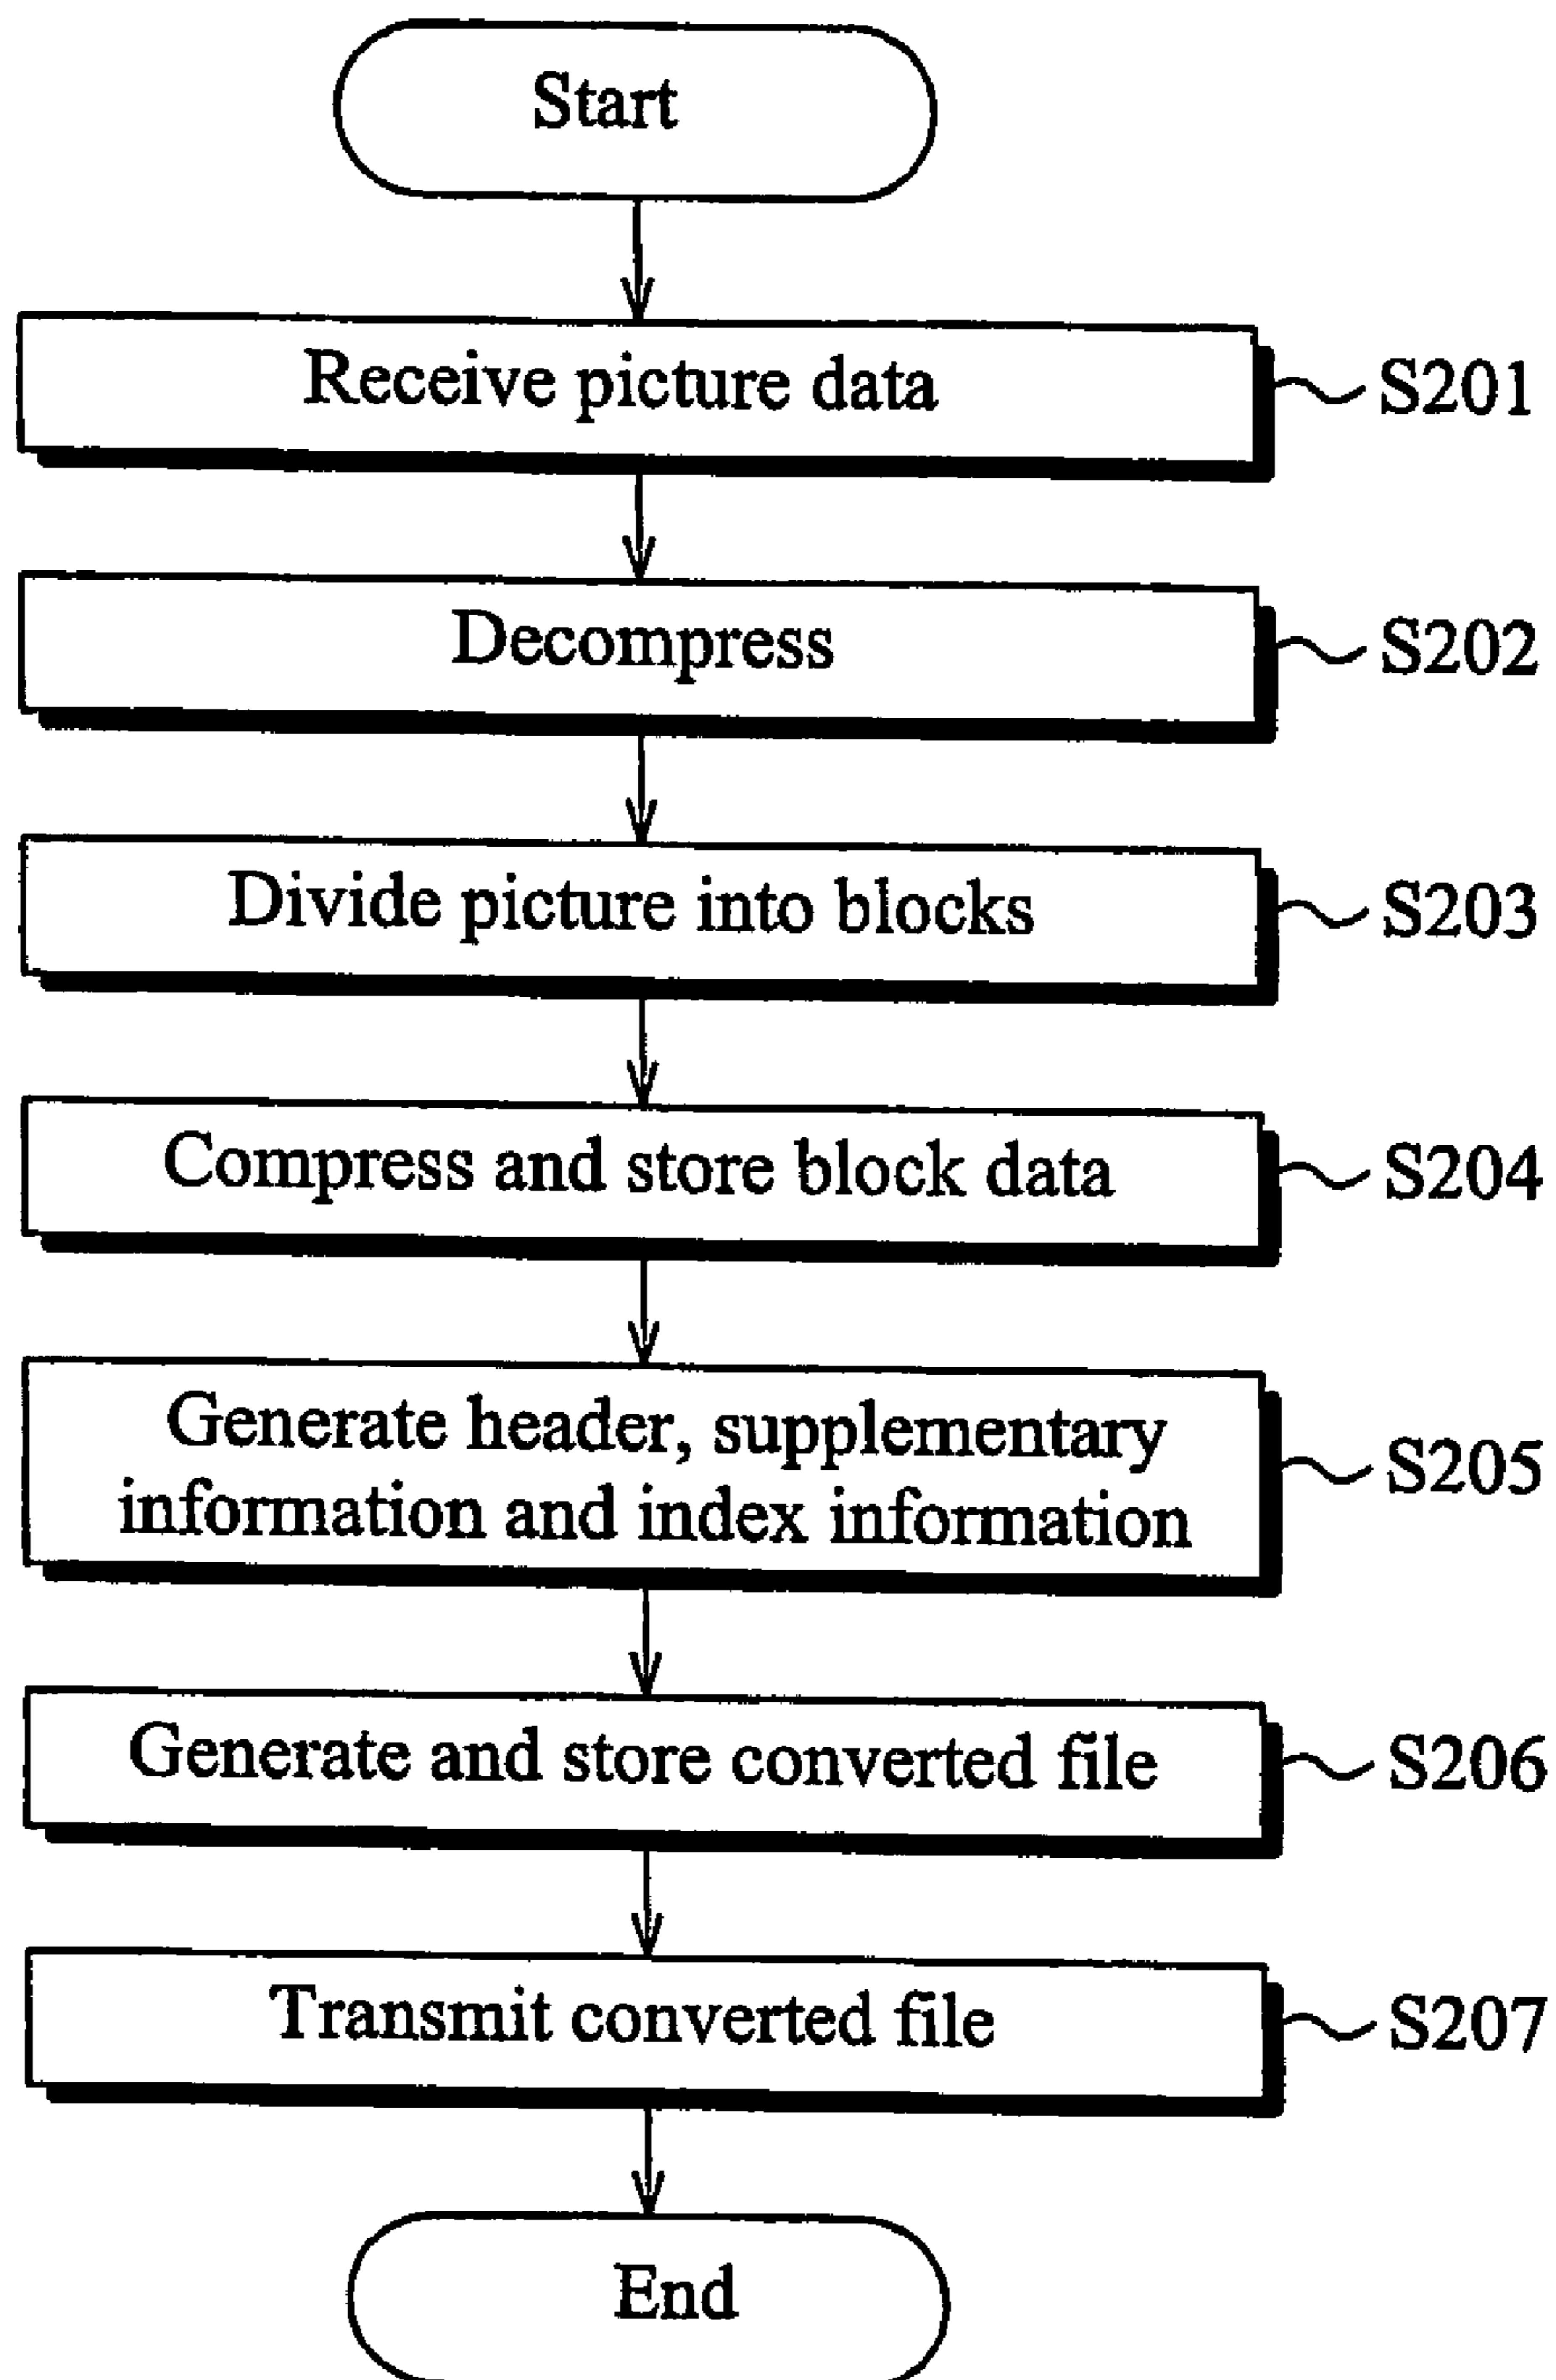 Start
Receive picture data
S201
Decompress
S202
Divide picture into blocks
S203
Compress and store block data
S204
Generate header, supplementary
information and index information
S205
Generate and store converted file
S206
Transmit converted file
S207
End